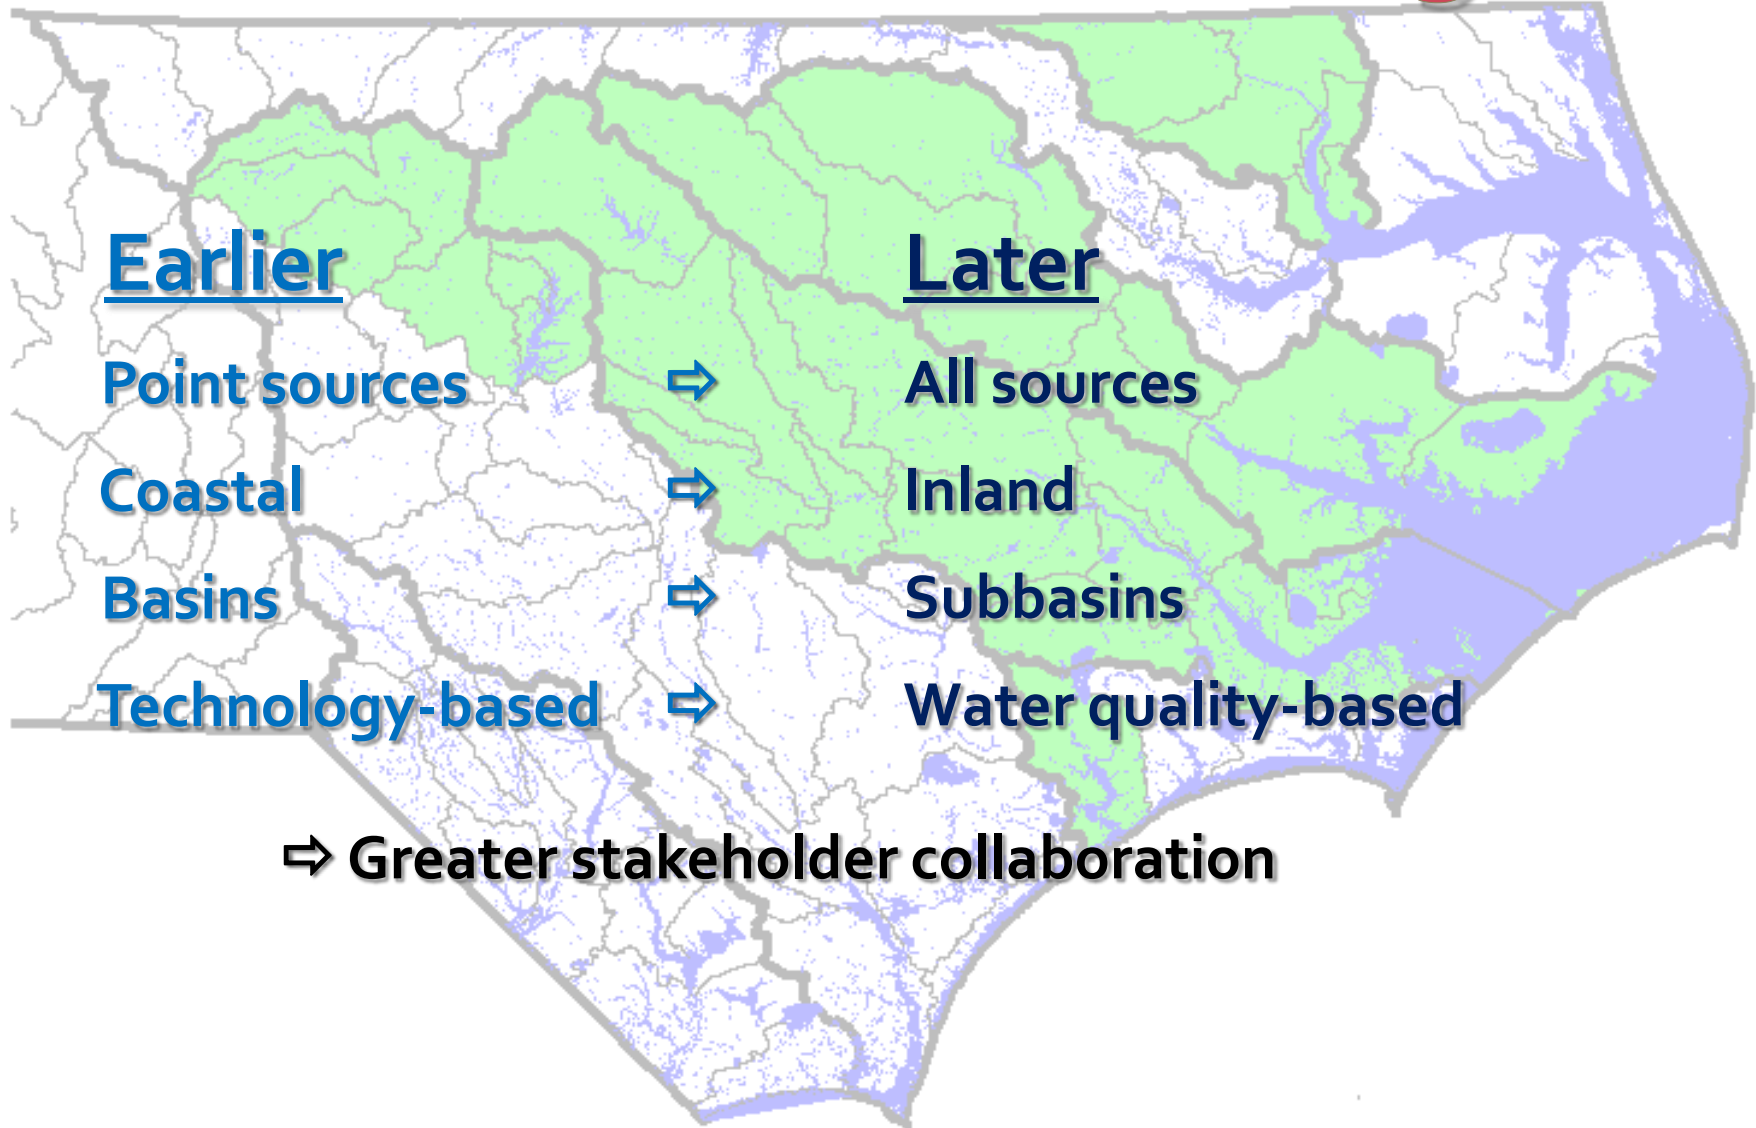 Earlier Later
Point sources ⇨ All sources
Coastal ⇨ Inland
Basins ⇨ Subbasins
Technology-based ⇨ Water quality-based
⇨ Greater stakeholder collaboration